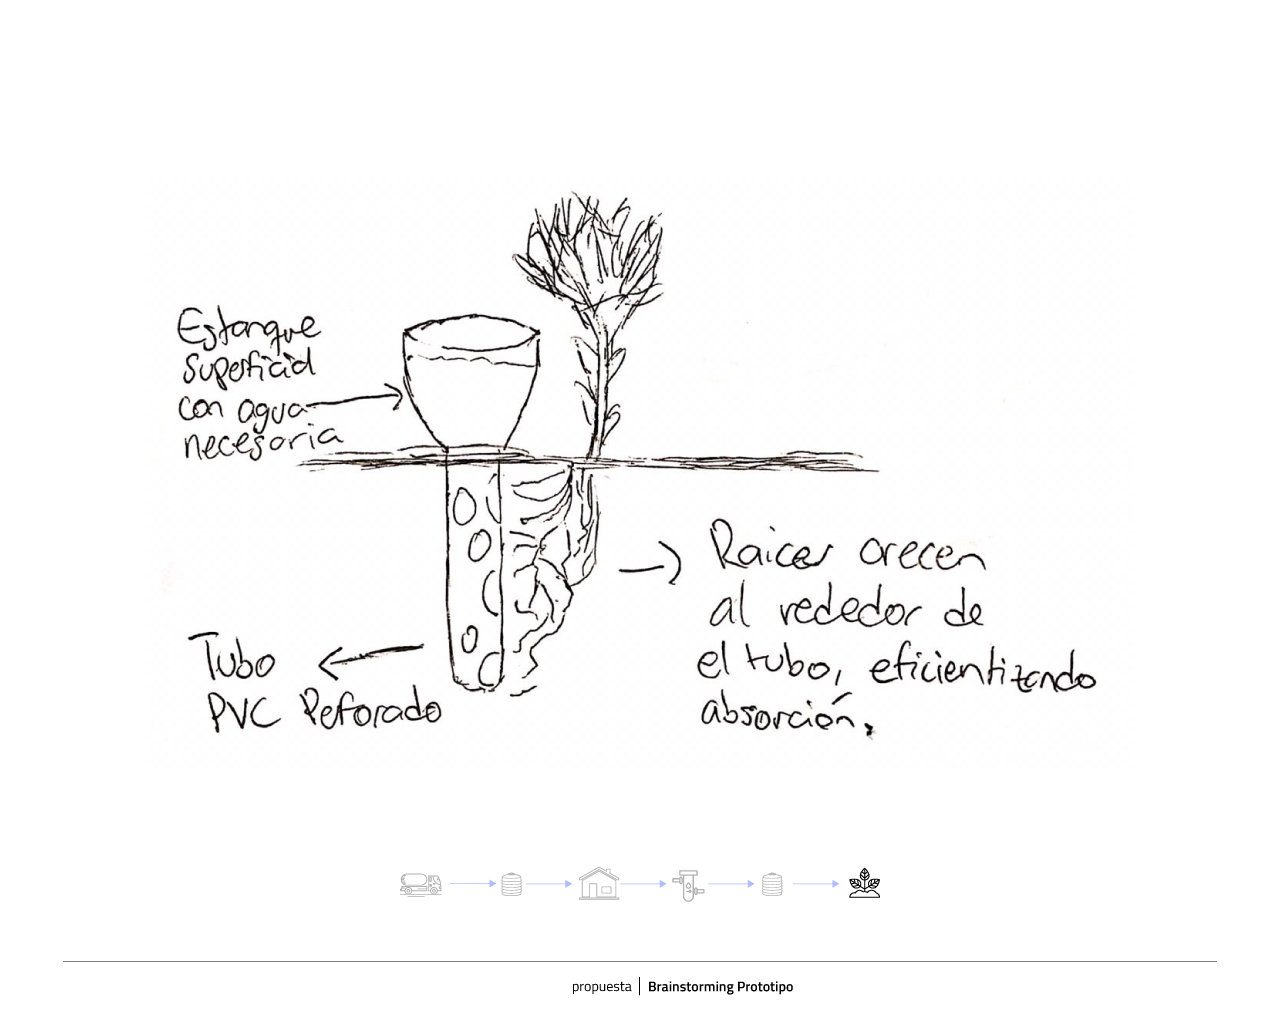 Estanque
superficial
con agua
necesaria
Raices crecen
al rededor de
el tubo, eficientizando
absorción.
Tubo
PVC Peforado
propuesta | Brainstorming Prototipo